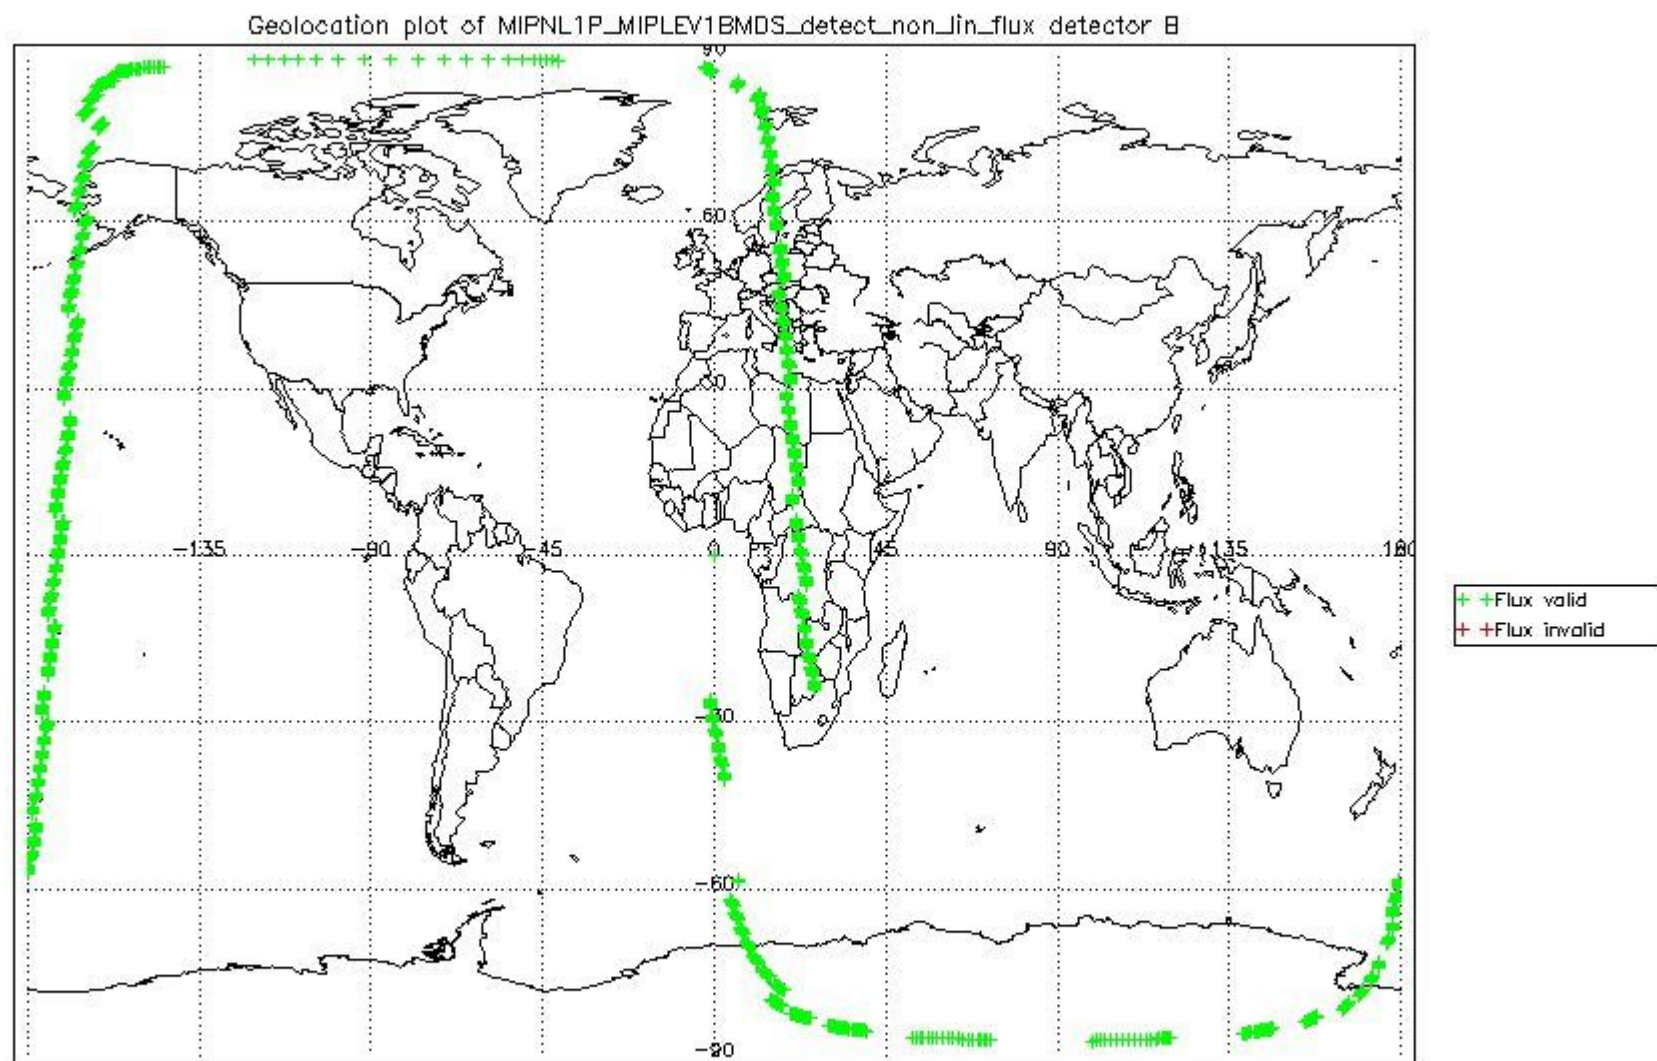 Geolocation plot of MIPNL1P_MIPLEV1BMDS_detect_non_lin_flux detector B
90
60
30
-135 -90 -45 0 45 90 135 180
-30
-60
-90
Flux valid
Flux invalid